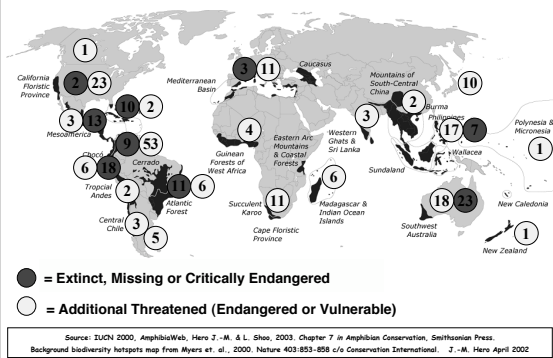 1
California
Floristic
Province
2 23
3 13
Mesoamerica
10 2
9 53
Chocó
6 18
Cerrado
Tropcial
Andes
2
11 6
Atlantic
Forest
Central
Chile
3
5
Mediterranean
Basin
3 11
Caucasus
4
Guinean
Forests of
West Africa
Eastern Arc
Mountains
& Coastal
Forests
Succulent
Karoo
11
Cape Floristic
Province
6
Madagascar &
Indian Ocean
Islands
3
Western
Ghats &
Sri Lanka
Mountains of
South-Central
China
2
Burma
10
Philippines
17 7
Wallacea
Sundaland
Polynesia &
Micronesia
1
18 23
Southwest
Australia
New Caledonia
1
New Zealand
= Extinct, Missing or Critically Endangered
= Additional Threatened (Endangered or Vulnerable)
Source: IUCN 2000, AmphibiaWeb, Hero J.-M. & L. Shoo, 2003. Chapter 7 in Amphibian Conservation, Smithsonian Press.
Background biodiversity hotspots map from Myers et. al., 2000. Nature 403:853-858 c/o Conservation International. J.-M. Hero April 2002